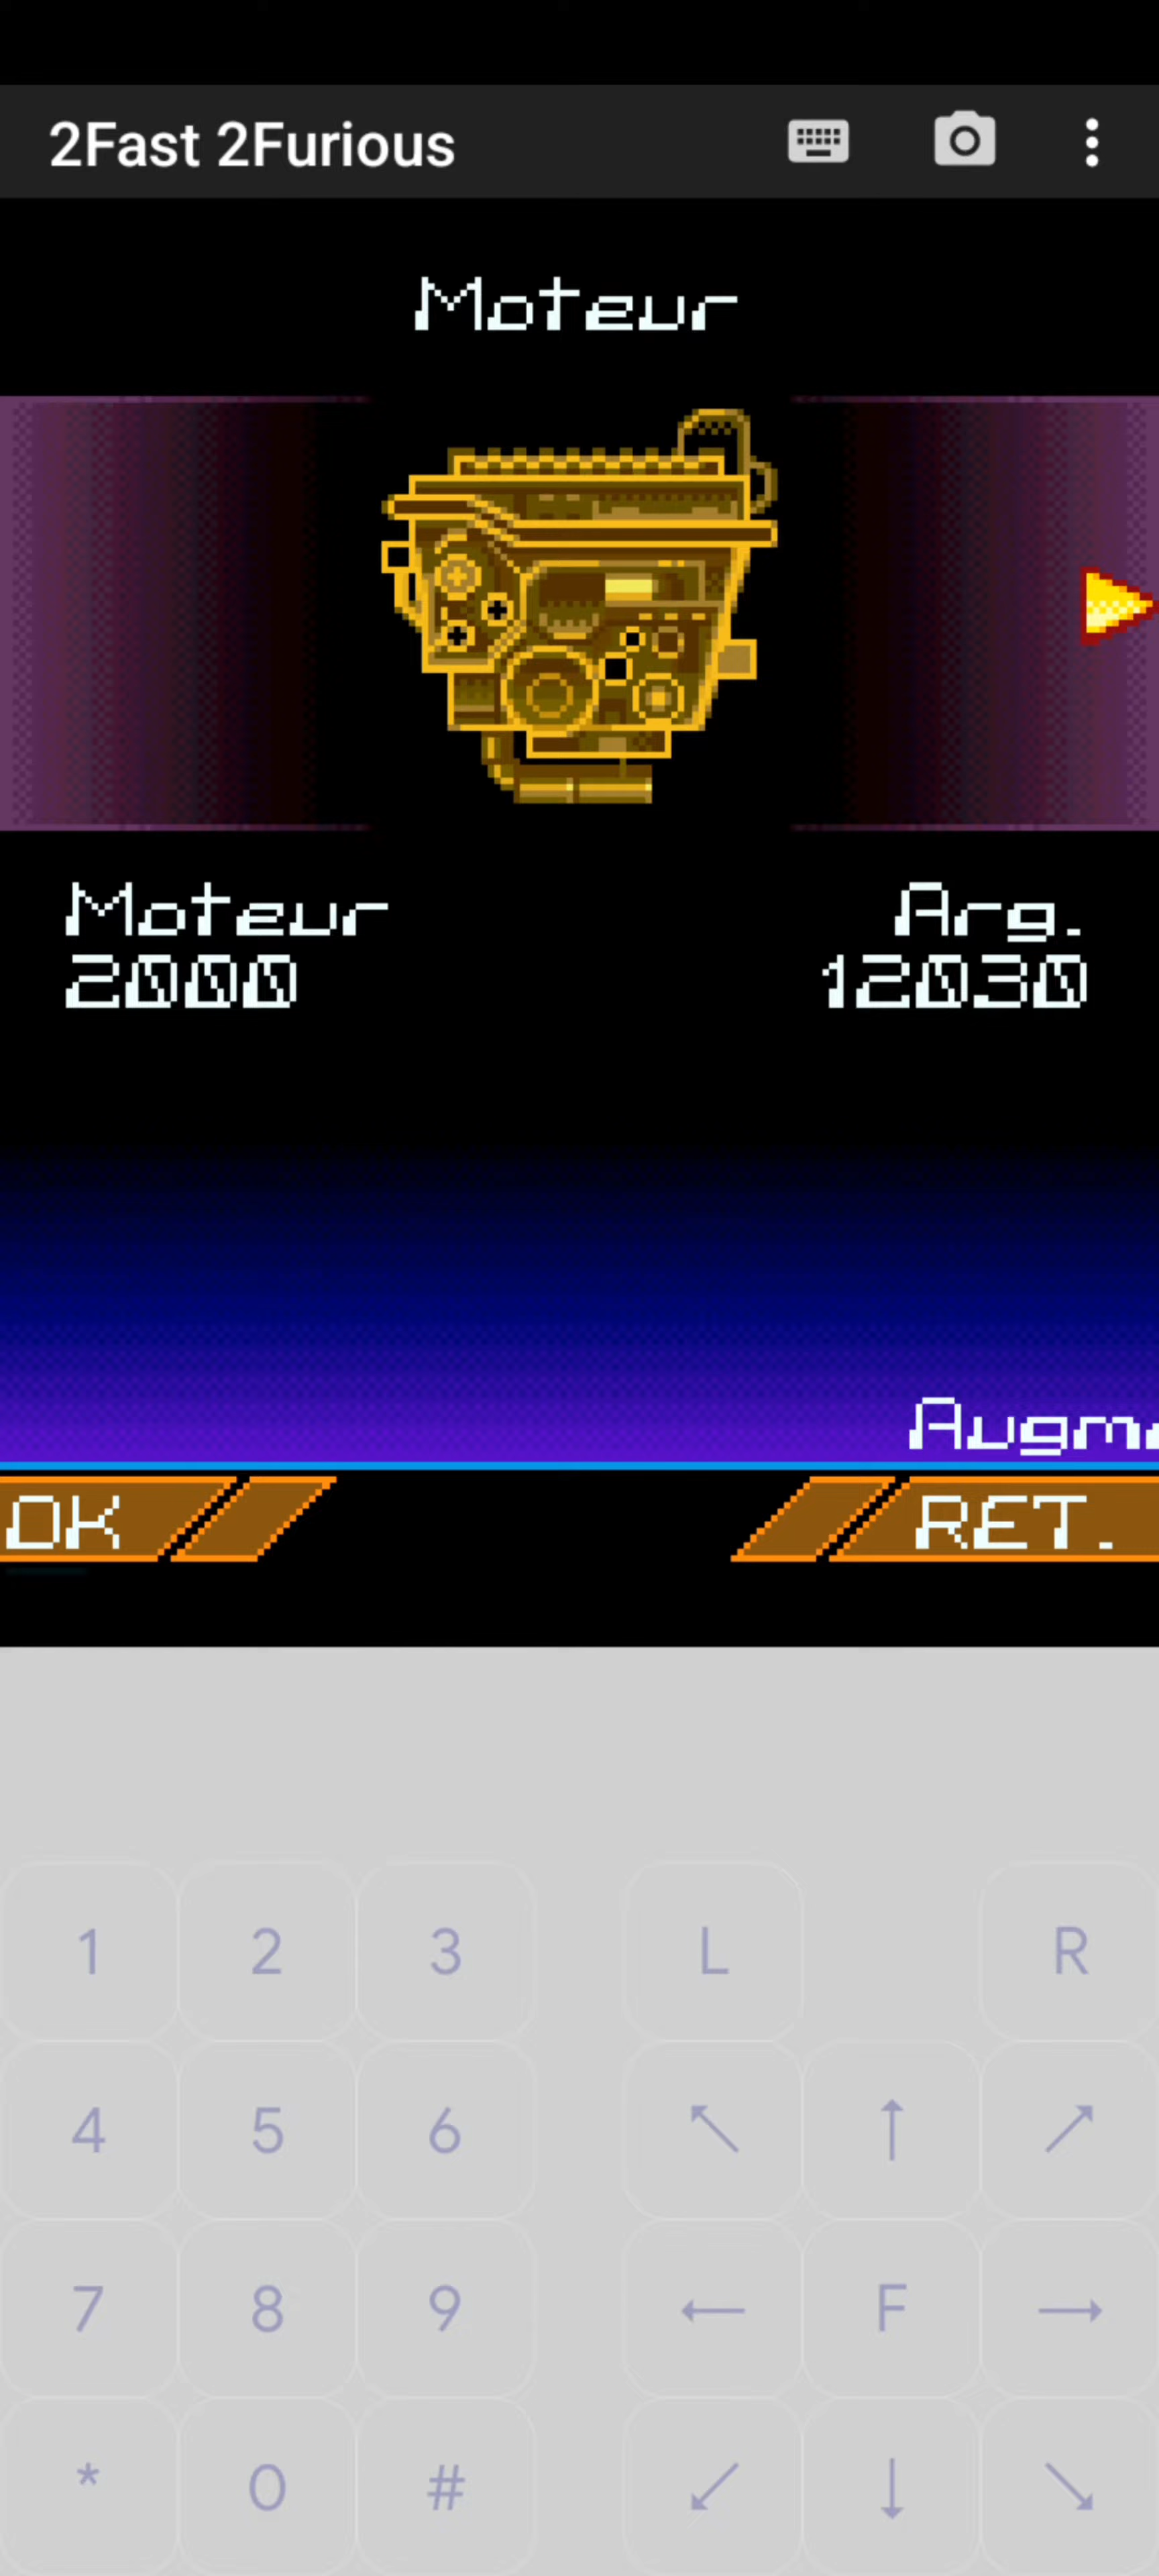 2Fast 2Furious
Moteur
Moteur
Arg.
2000
12030
OK
RET.
1 2 3 L R
4 5 6 ↖ ↑ ↗
7 8 9 ← F →
* 0 # ↙ ↓ ↘